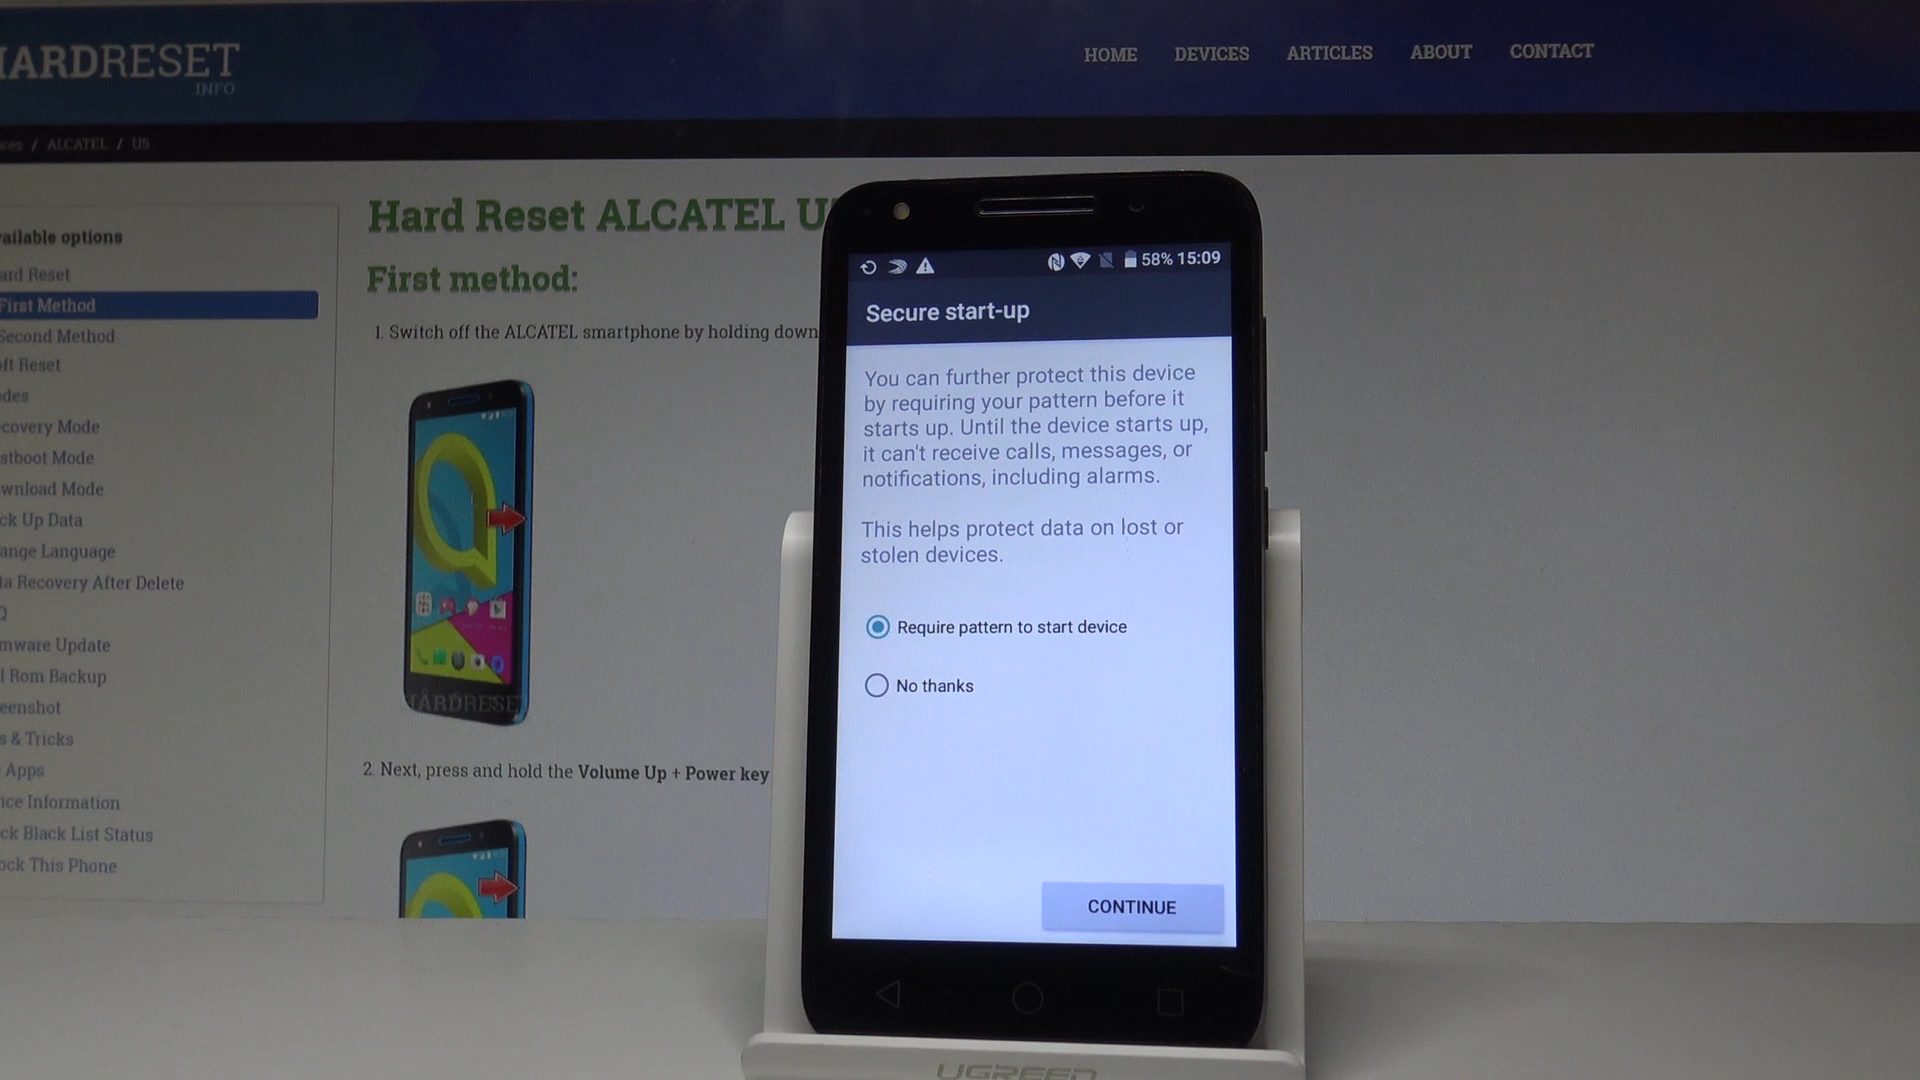 HARDRESET
.INFO
HOME DEVICES ARTICLES ABOUT CONTACT
ces / ALCATEL / U5
ailable options
ard Reset
First Method
Second Method
oft Reset
des
covery Mode
stboot Mode
wnload Mode
ck Up Data
ange Language
ta Recovery After Delete
Q
mware Update
l Rom Backup
eenshot
s & Tricks
Apps
ice Information
ck Black List Status
ock This Phone
Hard Reset ALCATEL U
First method:
1. Switch off the ALCATEL smartphone by holding down
HARDRESET
2. Next, press and hold the Volume Up + Power key
58% 15:09
Secure start-up
You can further protect this device
by requiring your pattern before it
starts up. Until the device starts up,
it can't receive calls, messages, or
notifications, including alarms.
This helps protect data on lost or
stolen devices.
Require pattern to start device
No thanks
CONTINUE
UGREEN